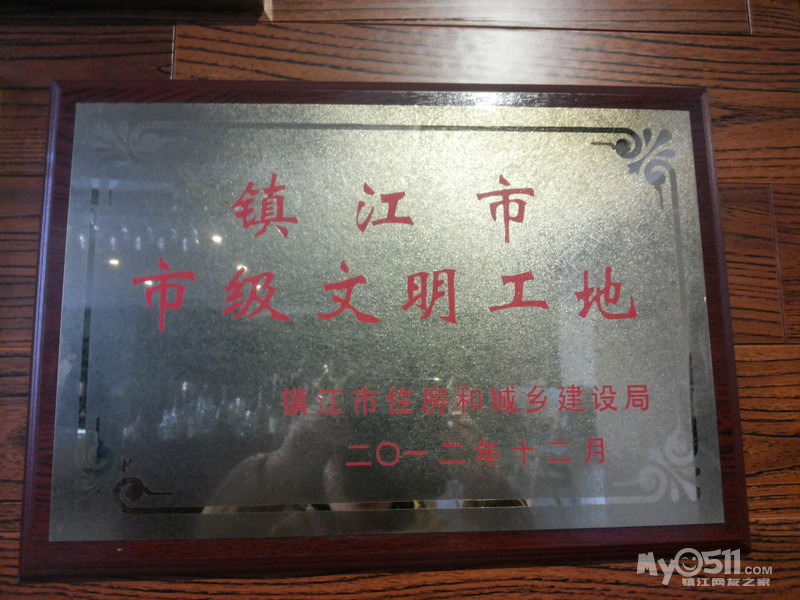 镇江市
市级文明工地
镇江市住房和城乡建设局
二〇一二年十二月
My0511.COM
镇江网友之家